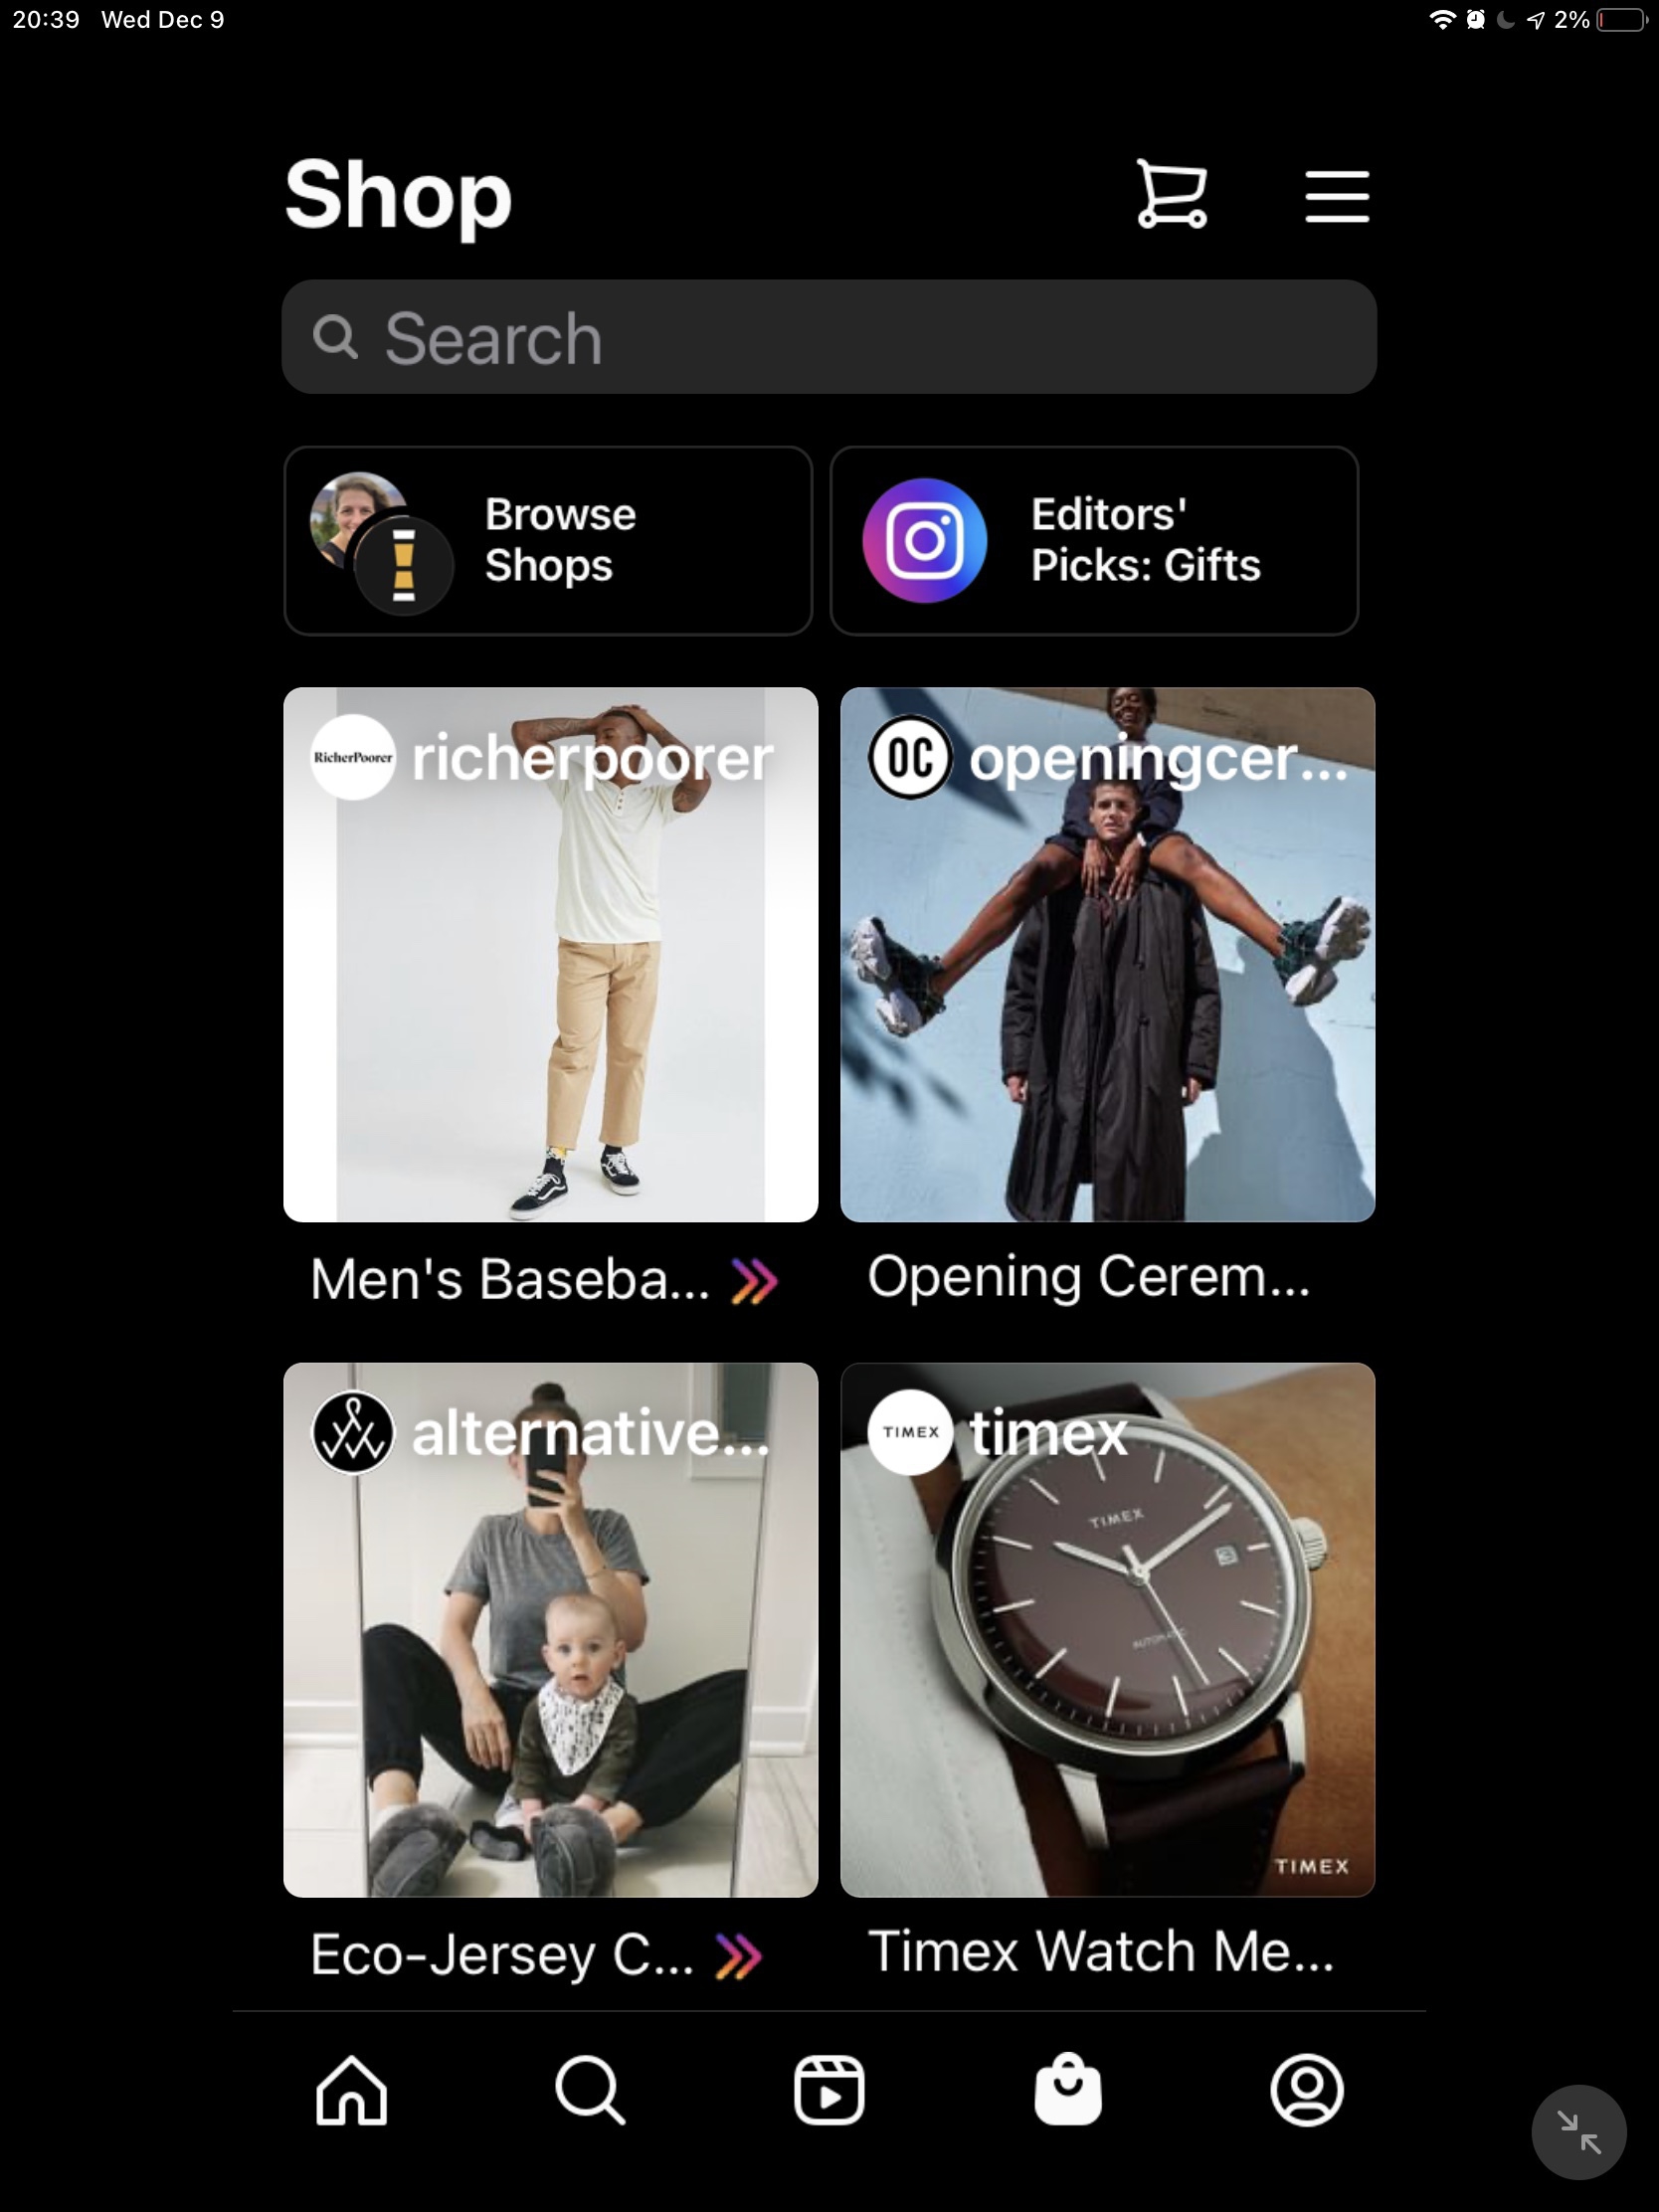 20:39 Wed Dec 9
2%
Shop
Search
Browse
Shops
Editors'
Picks: Gifts
RicherPoorer richerpoorer
OC openingcer...
Men's Baseba...
Opening Cerem...
alternative...
TIMEX timex
TIMEX
AUTOMATIC
TIMEX
Eco-Jersey C...
Timex Watch Me...